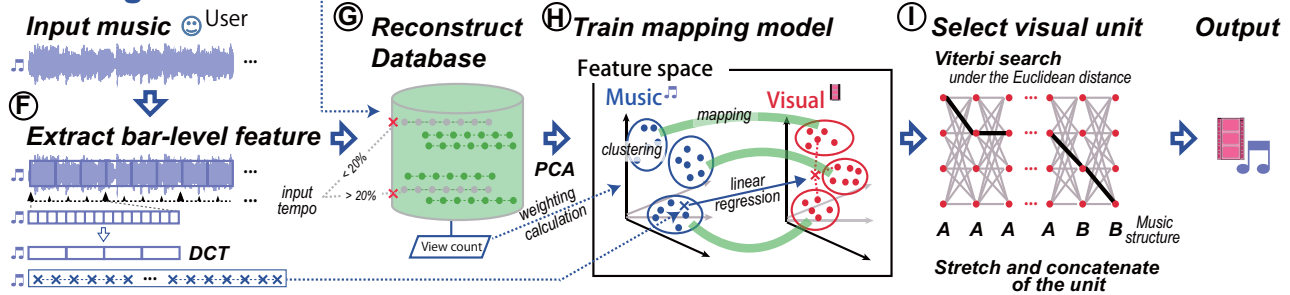 Input music
User
...
F
Extract bar-level feature
...
...
DCT
...
G
Reconstruct
Database
input
tempo
< 20%
> 20%
View count
PCA
weighting
calculation
H
Train mapping model
Feature space
Music
Visual
mapping
clustering
linear
regression
I
Select visual unit
Viterbi search
under the Euclidean distance
...
...
...
...
A A A A B B
Music
structure
Stretch and concatenate
of the unit
Output